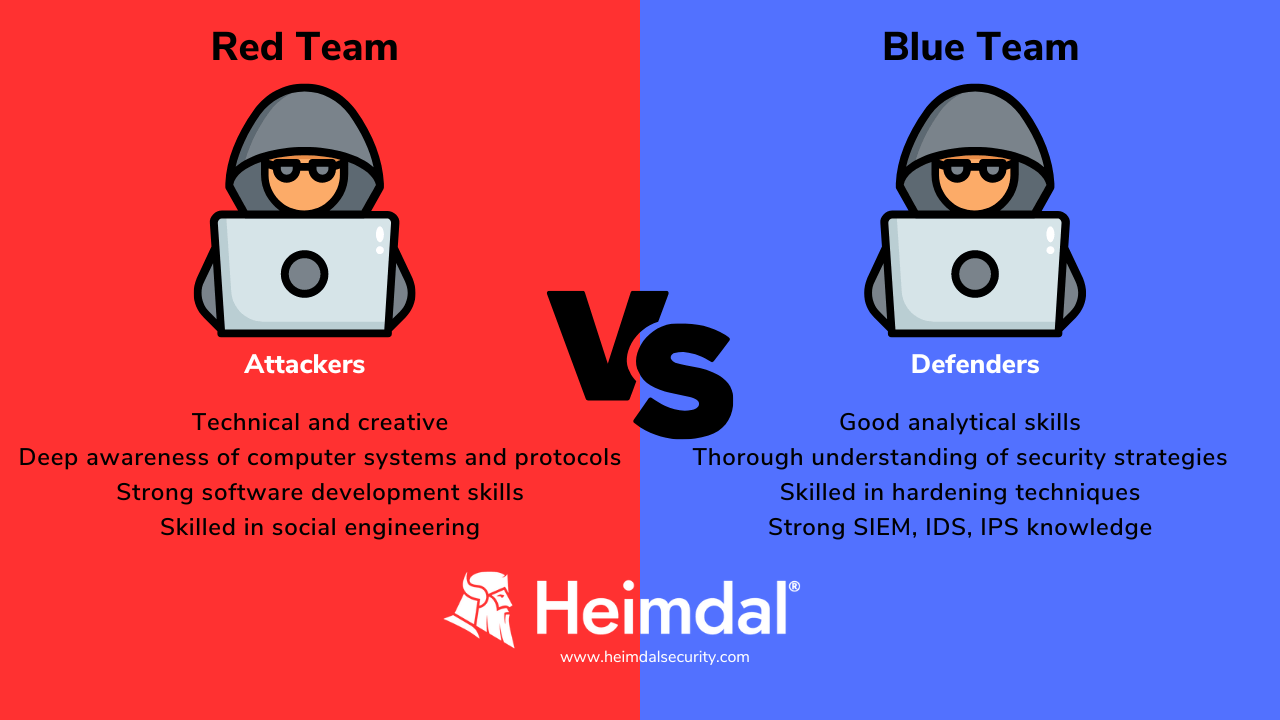 Red Team
Attackers
Technical and creative
Deep awareness of computer systems and protocols
Strong software development skills
Skilled in social engineering
VS
Blue Team
Defenders
Good analytical skills
Thorough understanding of security strategies
Skilled in hardening techniques
Strong SIEM, IDS, IPS knowledge
Heimdal®
www.heimdalsecurity.com